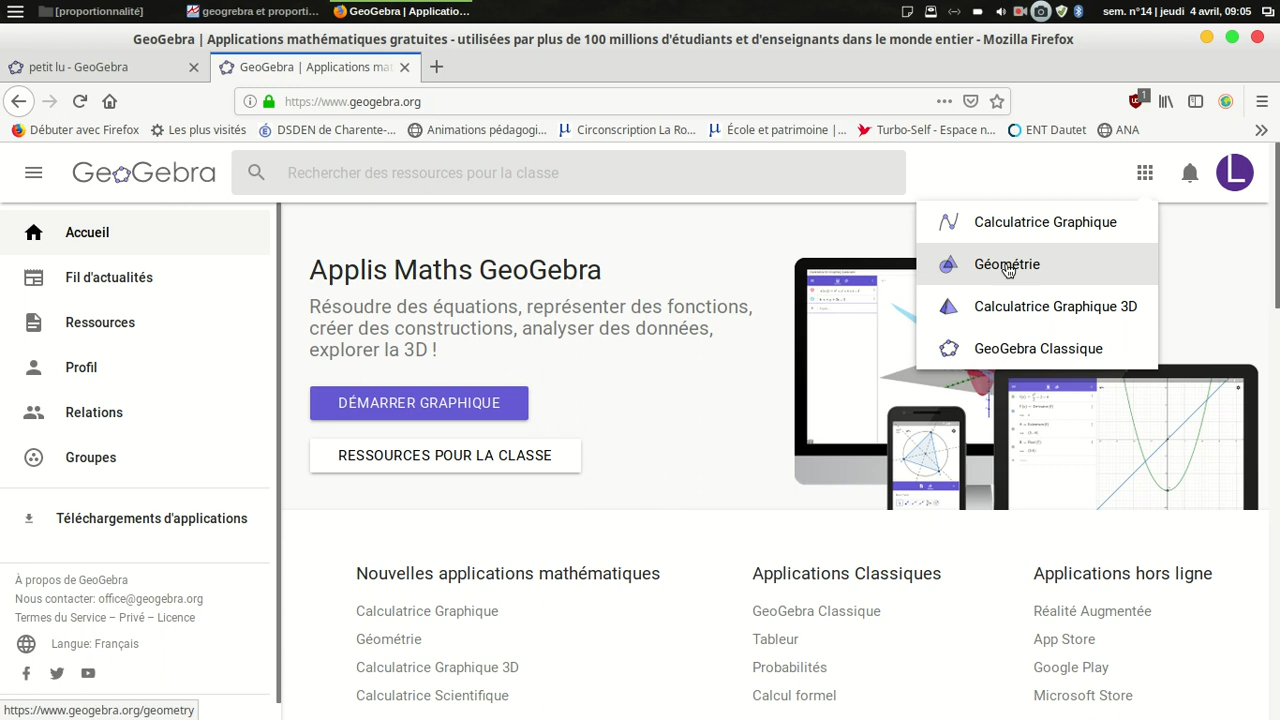 [proportionnalité]
geogrebra et proporti...
GeoGebra | Applicatio...
sem. n°14 | jeudi 4 avril, 09:05
GeoGebra | Applications mathématiques gratuites - utilisées par plus de 100 millions d'étudiants et d'enseignants dans le monde entier - Mozilla Firefox
petit lu - GeoGebra
GeoGebra | Applications mat
https://www.geogebra.org
1
Débuter avec Firefox
Les plus visités
DSDEN de Charente-...
Animations pédagogi...
Circonscription La Ro...
École et patrimoine |...
Turbo-Self - Espace n...
ENT Dautet
ANA
GeoGebra
Rechercher des ressources pour la classe
L
Accueil
Fil d'actualités
Ressources
Profil
Relations
Groupes
Téléchargements d'applications
À propos de GeoGebra
Nous contacter: office@geogebra.org
Termes du Service – Privé – Licence
Langue: Français
https://www.geogebra.org/geometry
Applis Maths GeoGebra
Résoudre des équations, représenter des fonctions,
créer des constructions, analyser des données,
explorer la 3D !
DÉMARRER GRAPHIQUE
RESSOURCES POUR LA CLASSE
Calculatrice Graphique
Géométrie
Calculatrice Graphique 3D
GeoGebra Classique
Nouvelles applications mathématiques
Calculatrice Graphique
Géométrie
Calculatrice Graphique 3D
Calculatrice Scientifique
Applications Classiques
GeoGebra Classique
Tableur
Probabilités
Calcul formel
Applications hors ligne
Réalité Augmentée
App Store
Google Play
Microsoft Store